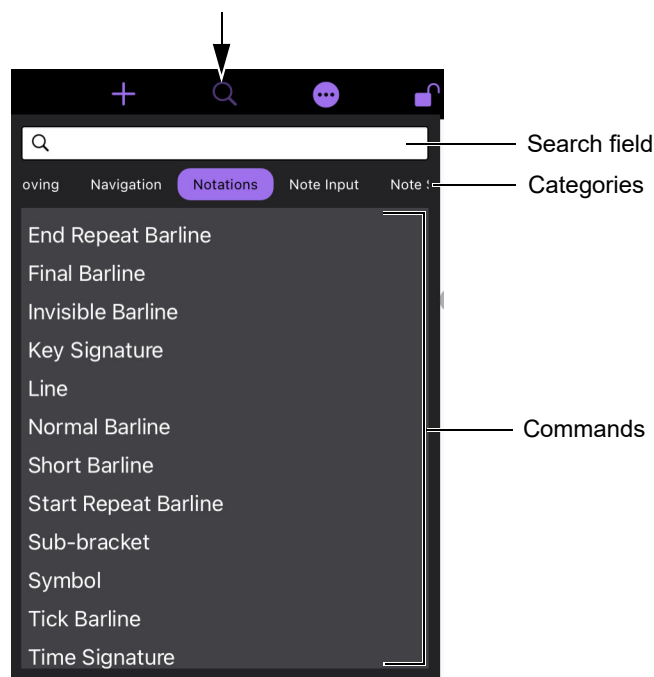 Search field
oving Navigation Notations Note Input Note
Categories
End Repeat Barline
Final Barline
Invisible Barline
Key Signature
Line
Normal Barline
Commands
Short Barline
Start Repeat Barline
Sub-bracket
Symbol
Tick Barline
Time Signature